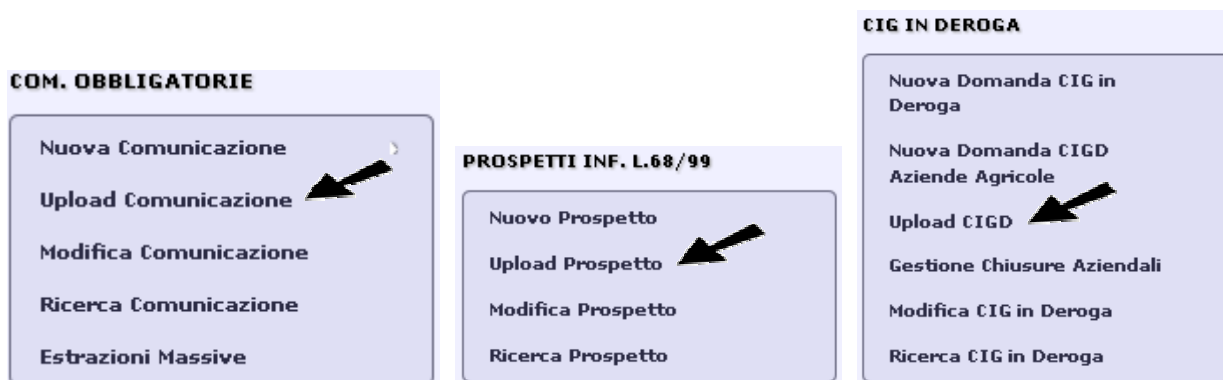 COM. OBBLIGATORIE
Nuova Comunicazione
Upload Comunicazione
Modifica Comunicazione
Ricerca Comunicazione
Estrazioni Massive
PROSPETTI INF. L.68/99
Nuovo Prospetto
Upload Prospetto
Modifica Prospetto
Ricerca Prospetto
CIG IN DEROGA
Nuova Domanda CIG in
Deroga
Nuova Domanda CIGD
Aziende Agricole
Upload CIGD
Gestione Chiusure Aziendali
Modifica CIG in Deroga
Ricerca CIG in Deroga